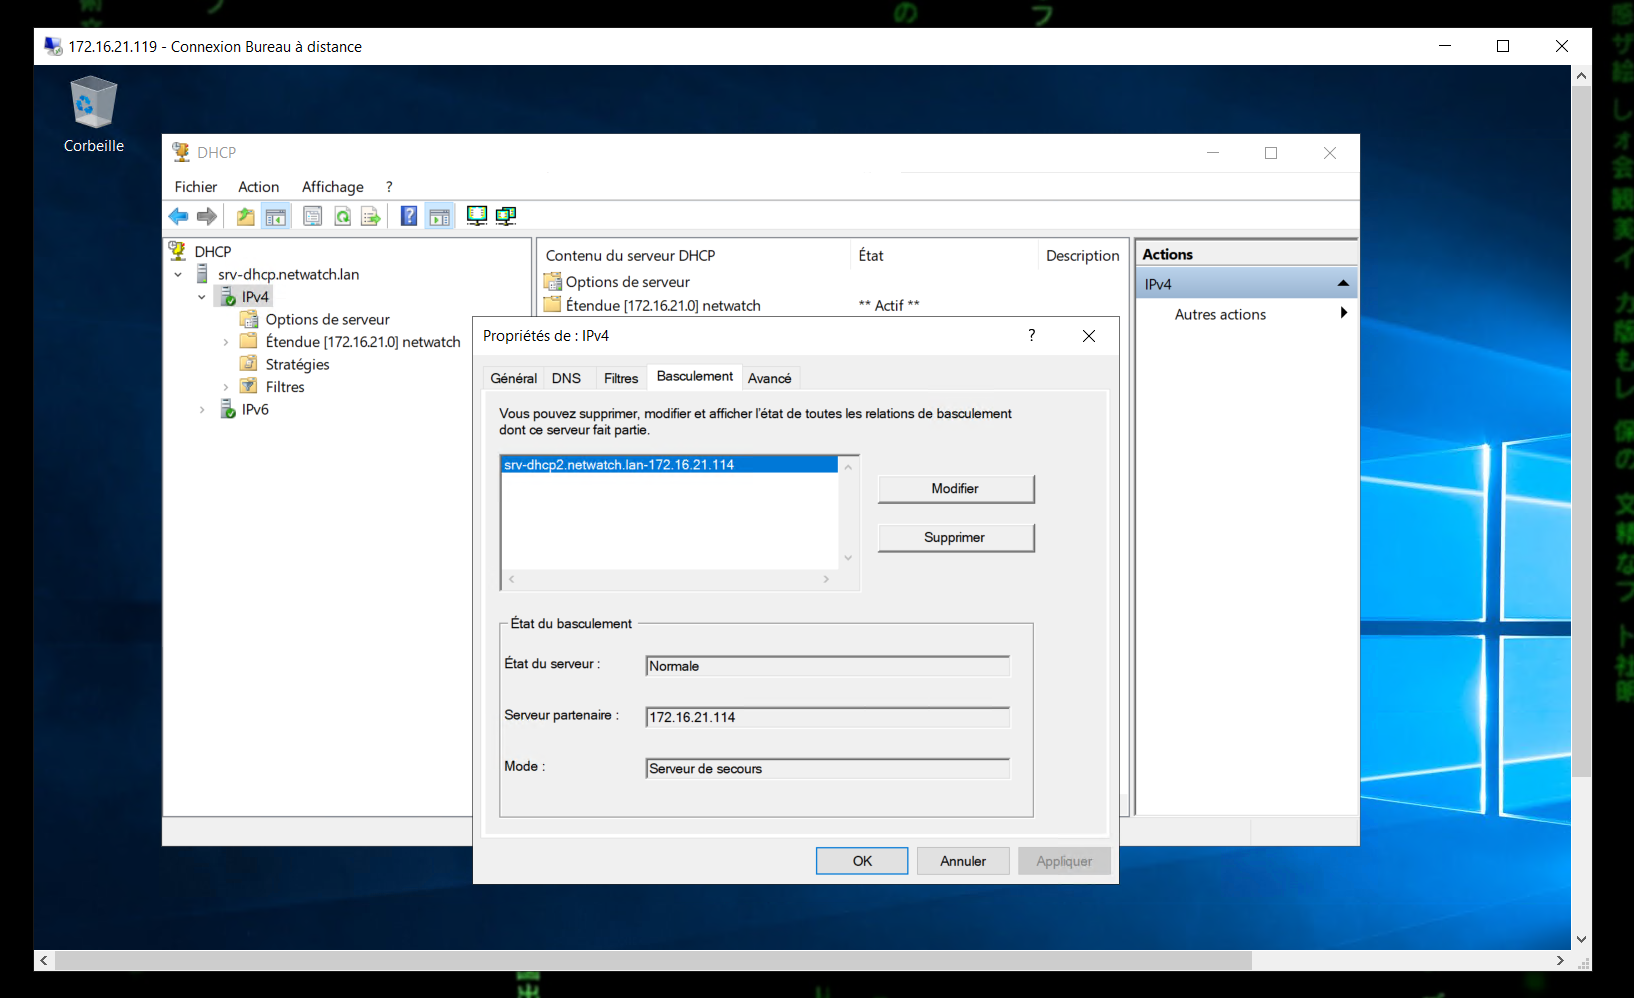 172.16.21.119 - Connexion Bureau à distance
Corbeille
DHCP
Fichier Action Affichage ?
DHCP
srv-dhcp.netwatch.lan
IPv4
Options de serveur
Étendue [172.16.21.0] netwatch
Stratégies
Filtres
IPv6
Contenu du serveur DHCP État Description
Options de serveur
Étendue [172.16.21.0] netwatch ** Actif **
Actions
IPv4
Autres actions
Propriétés de : IPv4 ?
Général DNS Filtres Basculement Avancé
Vous pouvez supprimer, modifier et afficher l'état de toutes les relations de basculement
dont ce serveur fait partie.
srv-dhcp2.netwatch.lan-172.16.21.114
Modifier
Supprimer
État du basculement
État du serveur : Normale
Serveur partenaire : 172.16.21.114
Mode : Serveur de secours
OK Annuler Appliquer